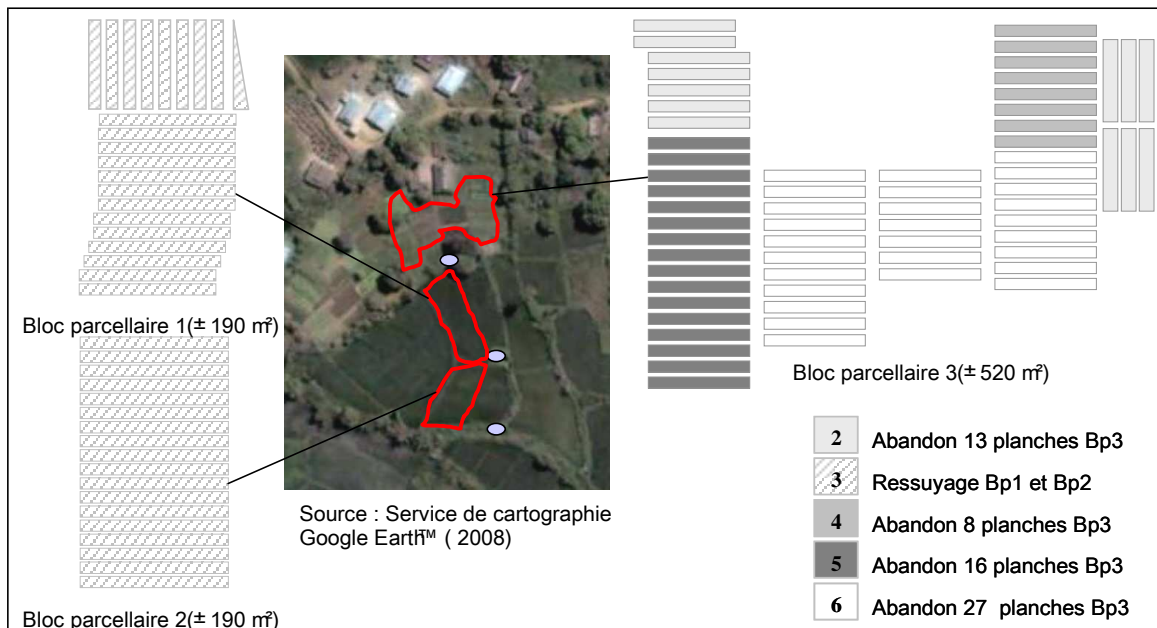 Bloc parcellaire 1(± 190 m²)
Bloc parcellaire 2(± 190 m²)
Source : Service de cartographie
Google Earth™ ( 2008)
Bloc parcellaire 3(± 520 m²)
2 Abandon 13 planches Bp3
3 Ressuyage Bp1 et Bp2
4 Abandon 8 planches Bp3
5 Abandon 16 planches Bp3
6 Abandon 27 planches Bp3